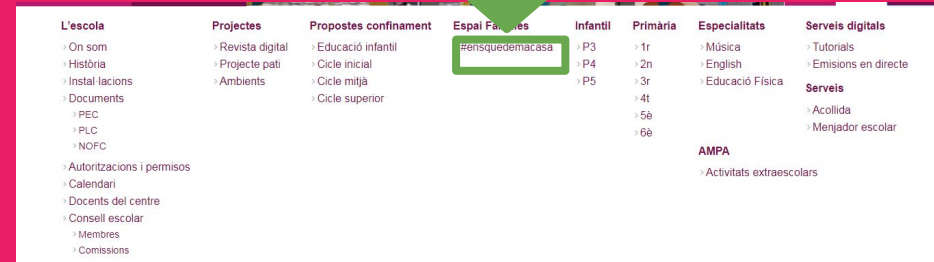 L'escola
On som
Història
Instal·lacions
Documents
PEC
PLC
NOFC
Autoritzacions i permisos
Calendari
Docents del centre
Consell escolar
Membres
Comissions
Projectes
Revista digital
Projecte pati
Ambients
Propostes confinament
Educació infantil
Cicle inicial
Cicle mitjà
Cicle superior
Espai
#ensquedemacasa
Infantil
P3
P4
P5
Primària
1r
2n
3r
4t
5è
6è
Especialitats
Música
English
Educació Física
AMPA
Activitats extraescolars
Serveis digitals
Tutorials
Emisions en directe
Serveis
Acollida
Menjador escolar